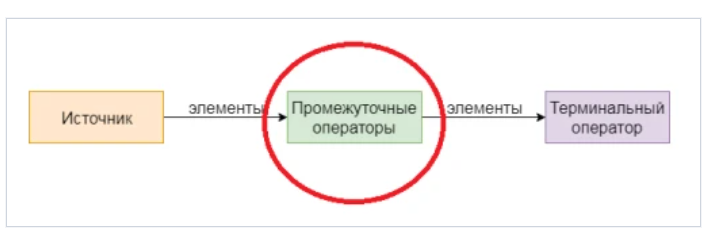 Источник
элементы
Промежуточные
операторы
элементы
Терминальный
оператор